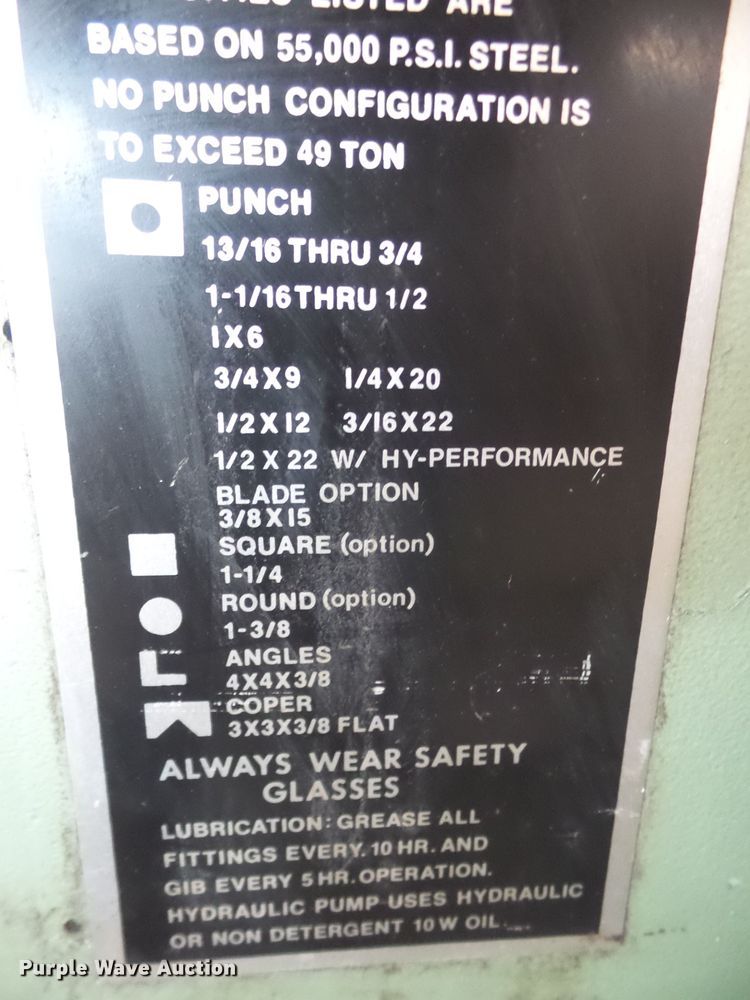 LISTED ARE
BASED ON 55,000 P.S.I. STEEL.
NO PUNCH CONFIGURATION IS
TO EXCEED 49 TON
PUNCH
13/16 THRU 3/4
1-1/16 THRU 1/2
1X6
3/4X9 1/4X20
1/2X12 3/16X22
1/2 X 22 W/ HY-PERFORMANCE
BLADE OPTION
3/8X15
SQUARE (option)
1-1/4
ROUND (option)
1-3/8
ANGLES
4X4X3/8
COPER
3X3X3/8 FLAT
ALWAYS WEAR SAFETY
GLASSES
LUBRICATION: GREASE ALL
FITTINGS EVERY 10 HR. AND
GIB EVERY 5 HR. OPERATION.
HYDRAULIC PUMP USES HYDRAULIC
OR NON DETERGENT 10 W OIL.
Purple Wave Auction